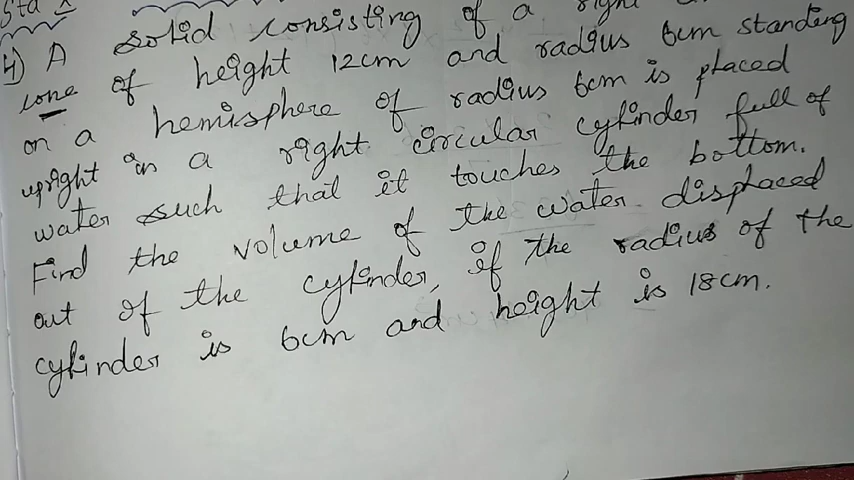 4) A solid consisting of a right
cone of height 12cm and radius 6cm standing
on a hemisphere of radius 6cm is placed
upright in a right circular cylinder full of
water such that it touches the bottom.
Find the volume of the water displaced
out of the cylinder, if the radius of the
cylinder is 6cm and height is 18cm.